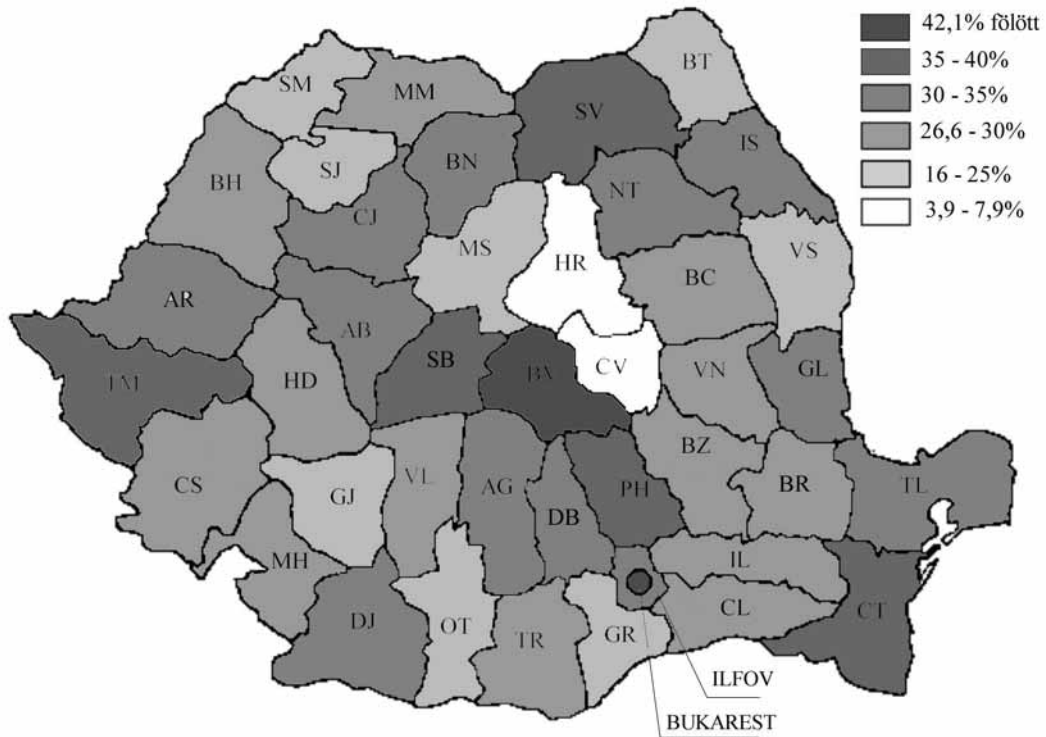 42,1% fölött
35 - 40%
30 - 35%
26,6 - 30%
16 - 25%
3,9 - 7,9%
BT
SM
MM
SV
IS
BN
SJ
BH
NT
CJ
MS
HR
BC
VS
AR
AB
SB
BV
CV
VN
GL
TM
HD
BZ
CS
GJ
VL
AG
DB
PH
BR
TL
MH
IL
CL
CT
DJ
OT
TR
GR
ILFOV
BUKAREST